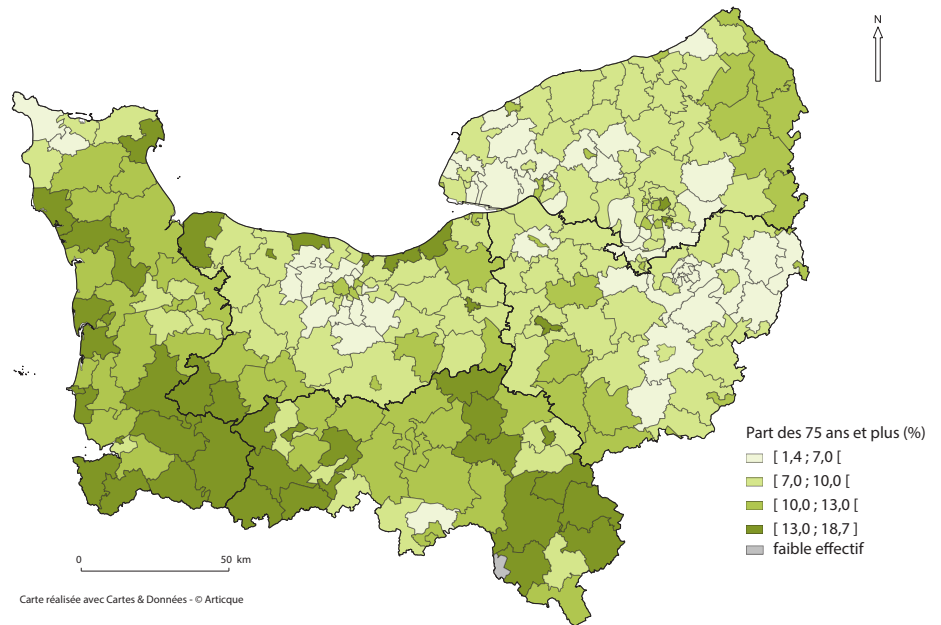 N
Part des 75 ans et plus (%)
[ 1,4 ; 7,0 [
[ 7,0 ; 10,0 [
[ 10,0 ; 13,0 [
[ 13,0 ; 18,7 ]
faible effectif
0 50 km
Carte réalisée avec Cartes & Données - © Articque